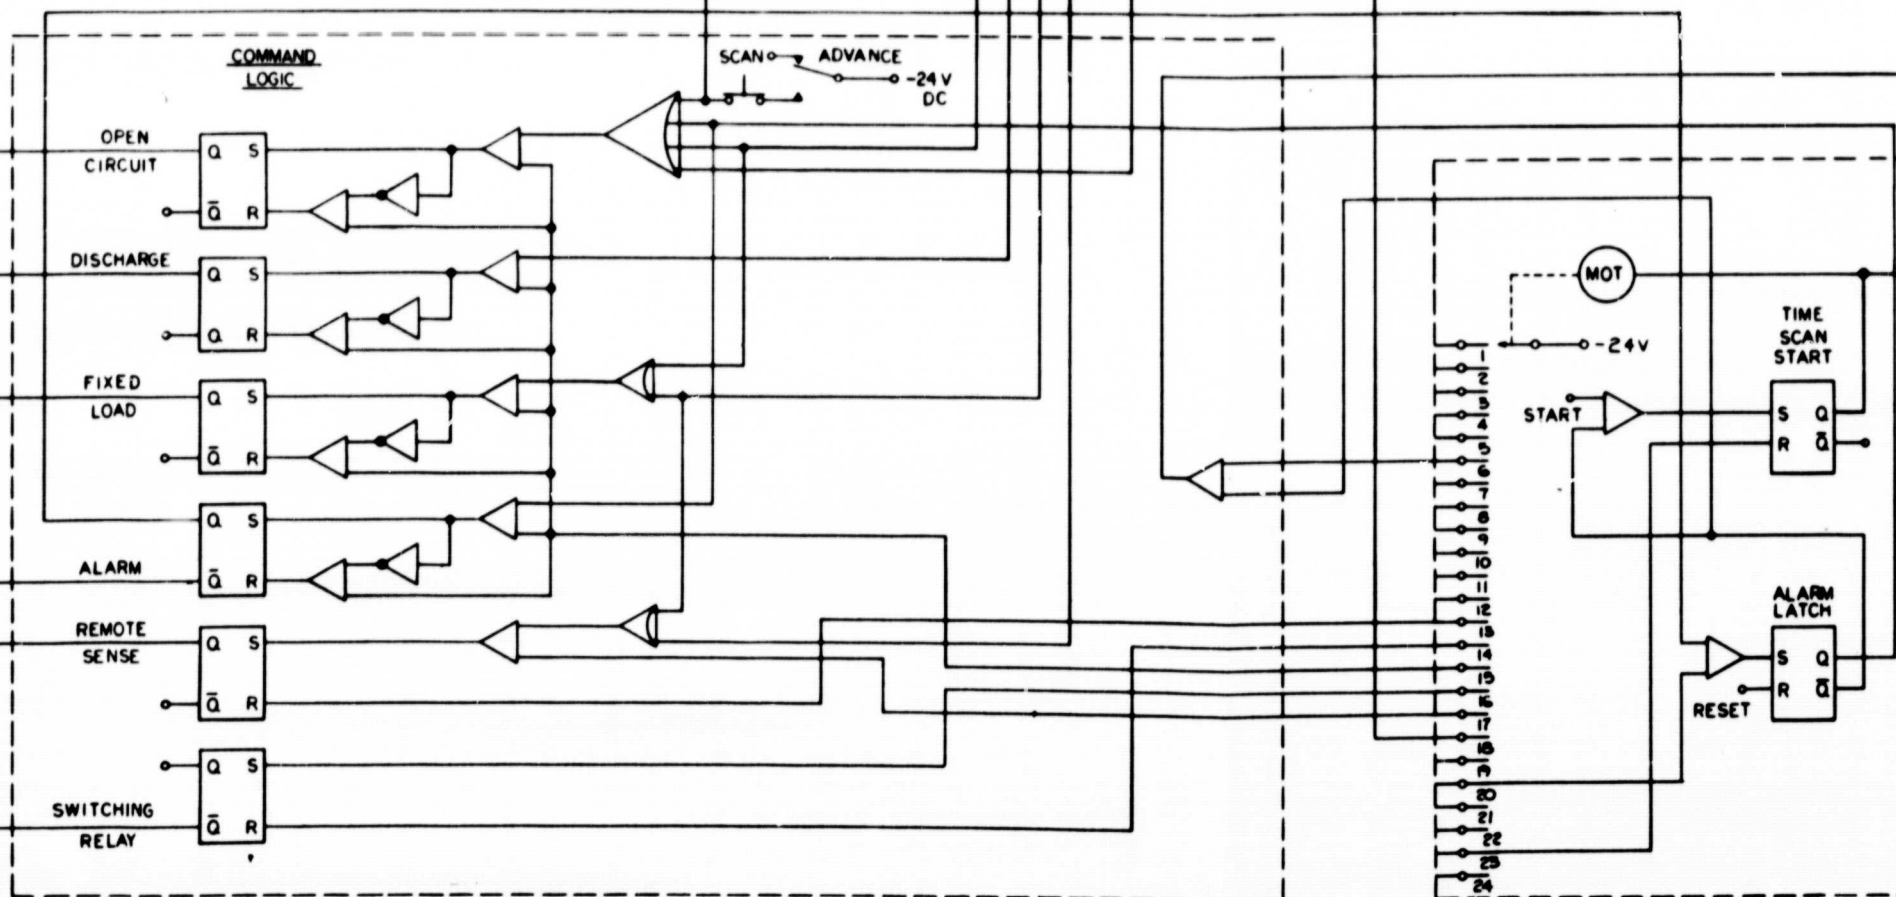 COMMAND
LOGIC
SCAN
ADVANCE
-24 V
DC
OPEN
CIRCUIT
Q S
Q̅ R
DISCHARGE
Q S
Q R
FIXED
LOAD
Q S
Q̅ R
ALARM
Q S
Q̅ R
REMOTE
SENSE
Q S
Q̅ R
SWITCHING
RELAY
Q S
Q̅ R
MOT
-24V
TIME
SCAN
START
START
S Q
R Q̅
ALARM
LATCH
S Q
R Q̅
RESET
1
2
3
4
5
6
7
8
9
10
11
12
13
14
15
16
17
18
19
20
21
22
23
24